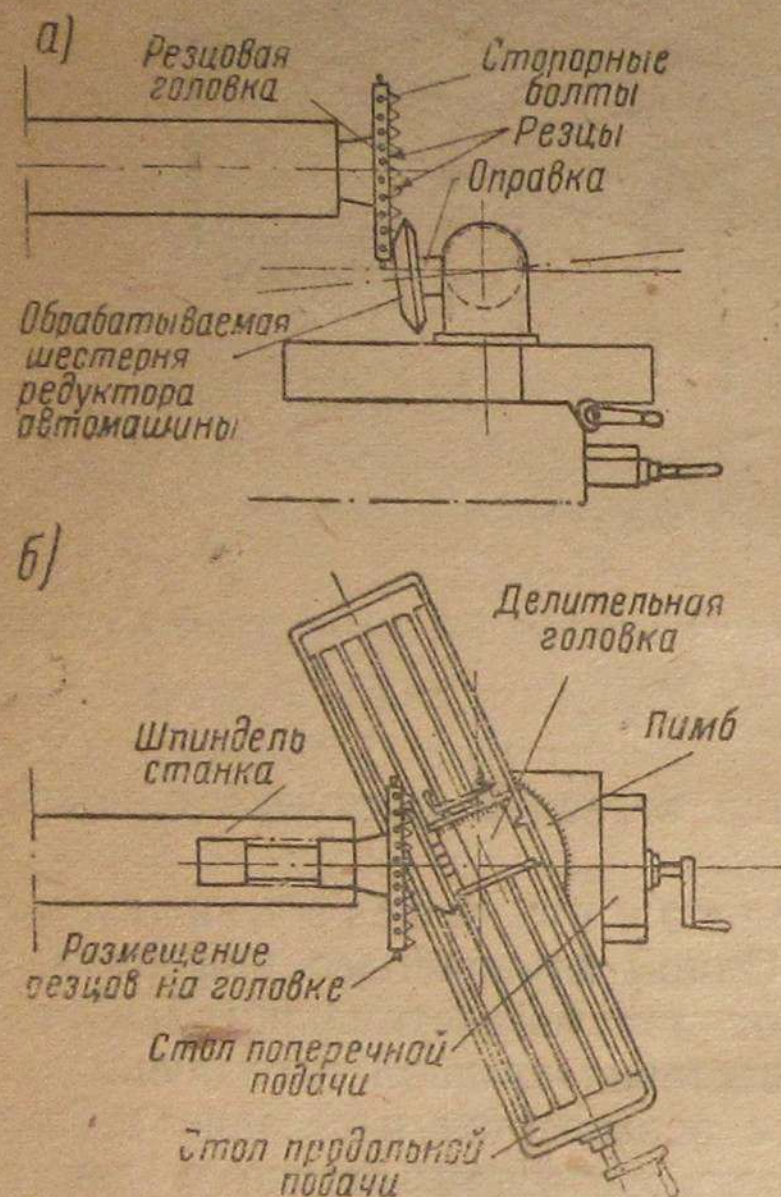 а)
Резцовая
головка
Стопорные
болты
Резцы
Оправка
Обрабатываемая
шестерня
редуктора
автомашины
б)
Делительная
головка
Лимб
Шпиндель
станка
Размещение
резцов на головке
Стол поперечной
подачи
Стол продольной
подачи